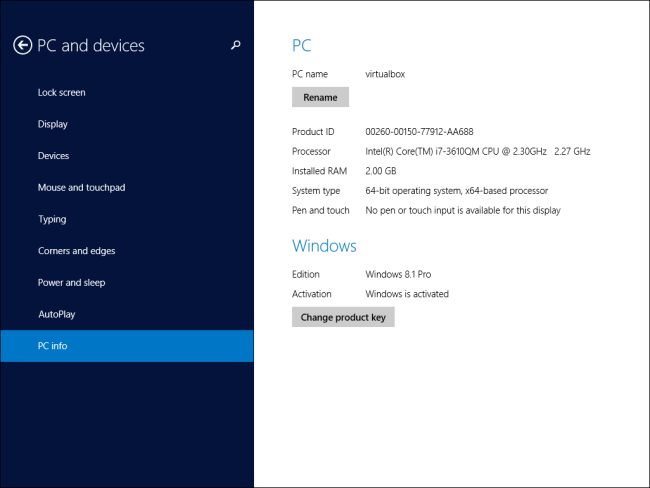 PC and devices
Lock screen
Display
Devices
Mouse and touchpad
Typing
Corners and edges
Power and sleep
AutoPlay
PC info
PC
PC name virtualbox
Rename
Product ID 00260-00150-77912-AA688
Processor Intel(R) Core(TM) i7-3610QM CPU @ 2.30GHz 2.27 GHz
Installed RAM 2.00 GB
System type 64-bit operating system, x64-based processor
Pen and touch No pen or touch input is available for this display
Windows
Edition Windows 8.1 Pro
Activation Windows is activated
Change product key